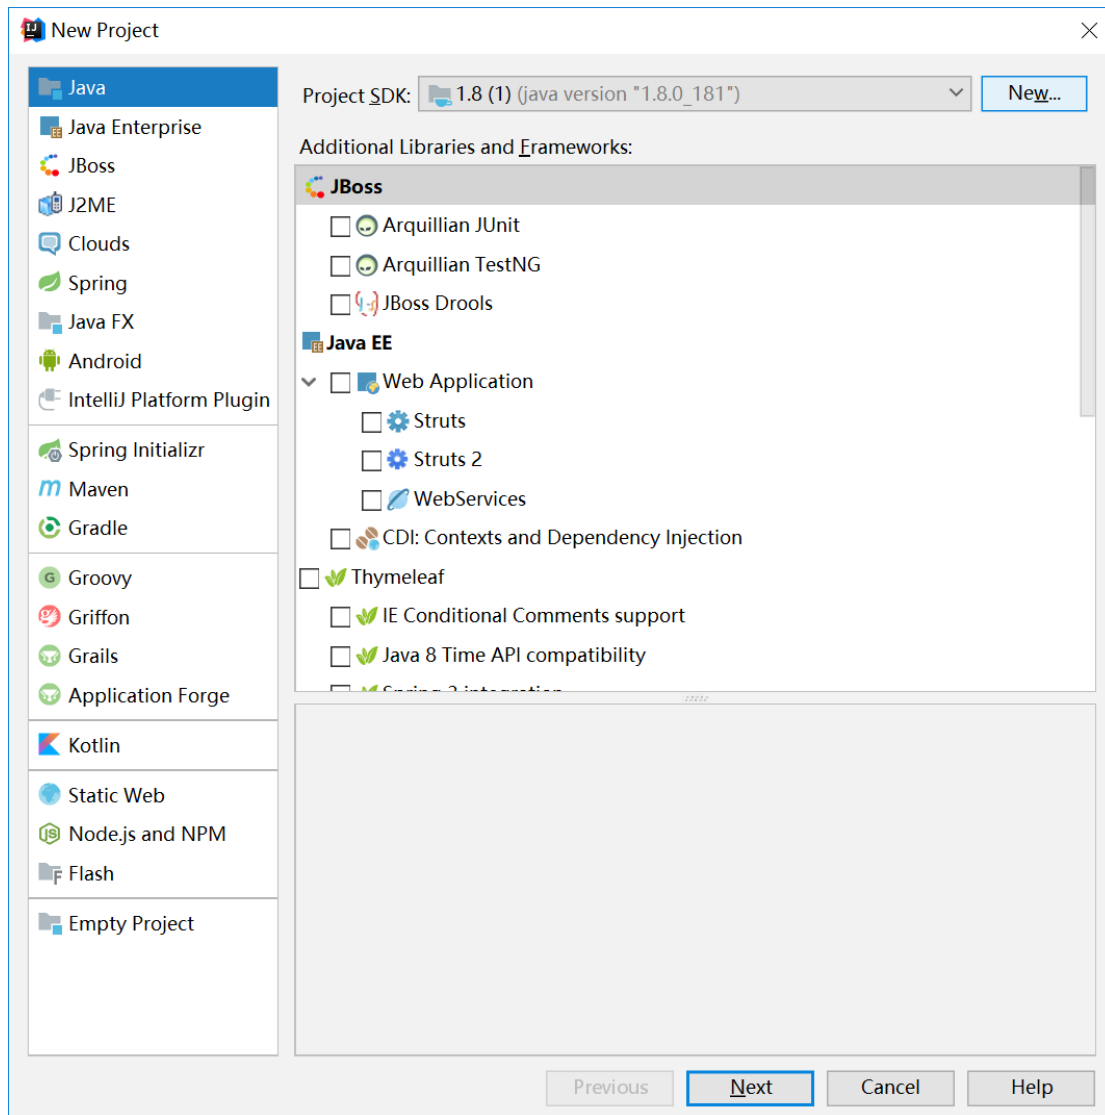 New Project
Java
Java Enterprise
JBoss
J2ME
Clouds
Spring
Java FX
Android
IntelliJ Platform Plugin
Spring Initializr
Maven
Gradle
Groovy
Griffon
Grails
Application Forge
Kotlin
Static Web
Node.js and NPM
Flash
Empty Project
Project SDK: 1.8 (1) (java version "1.8.0_181") New...
Additional Libraries and Frameworks:
JBoss
Arquillian JUnit
Arquillian TestNG
JBoss Drools
Java EE
Web Application
Struts
Struts 2
WebServices
CDI: Contexts and Dependency Injection
Thymeleaf
IE Conditional Comments support
Java 8 Time API compatibility
Previous Next Cancel Help